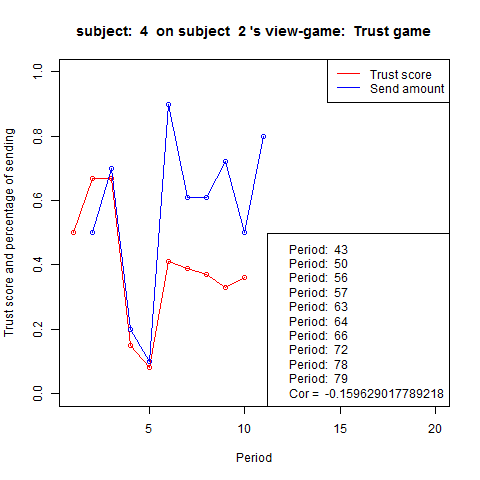 subject:  4  on subject  2 's view-game:  Trust game
Trust score and percentage of sending
1.0
0.8
0.6
0.4
0.2
0.0
Trust score
Send amount
Period:  43
Period:  50
Period:  56
Period:  57
Period:  63
Period:  64
Period:  66
Period:  72
Period:  78
Period:  79
Cor =  -0.159629017789218
5
10
15
20
Period